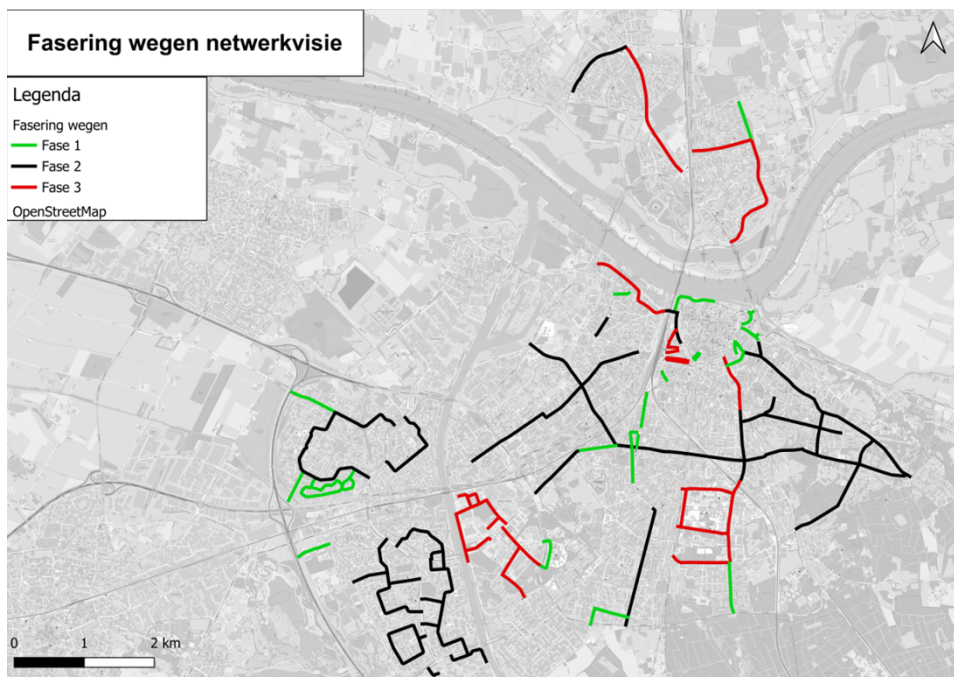 Fasering wegen netwerkvisie
Legenda
Fasering wegen
Fase 1
Fase 2
Fase 3
OpenStreetMap
0 1 2 km